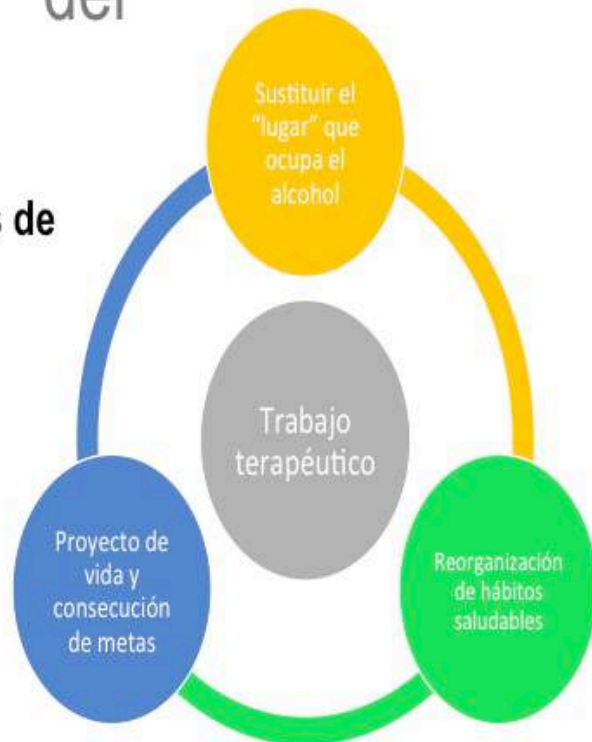 der
s de
Sustituir el
"lugar" que
ocupa el
alcohol
Trabajo
terapéutico
Proyecto de
vida y
consecución
de metas
Reorganización
de hábitos
saludables